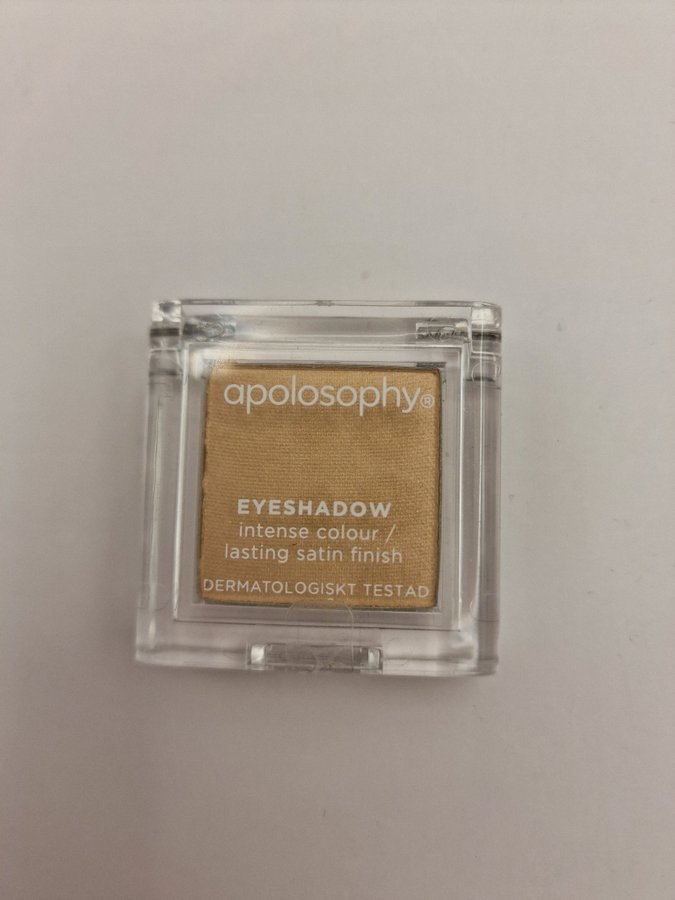 apolosophy®
EYESHADOW
intense colour /
lasting satin finish
DERMATOLOGISKT TESTAD